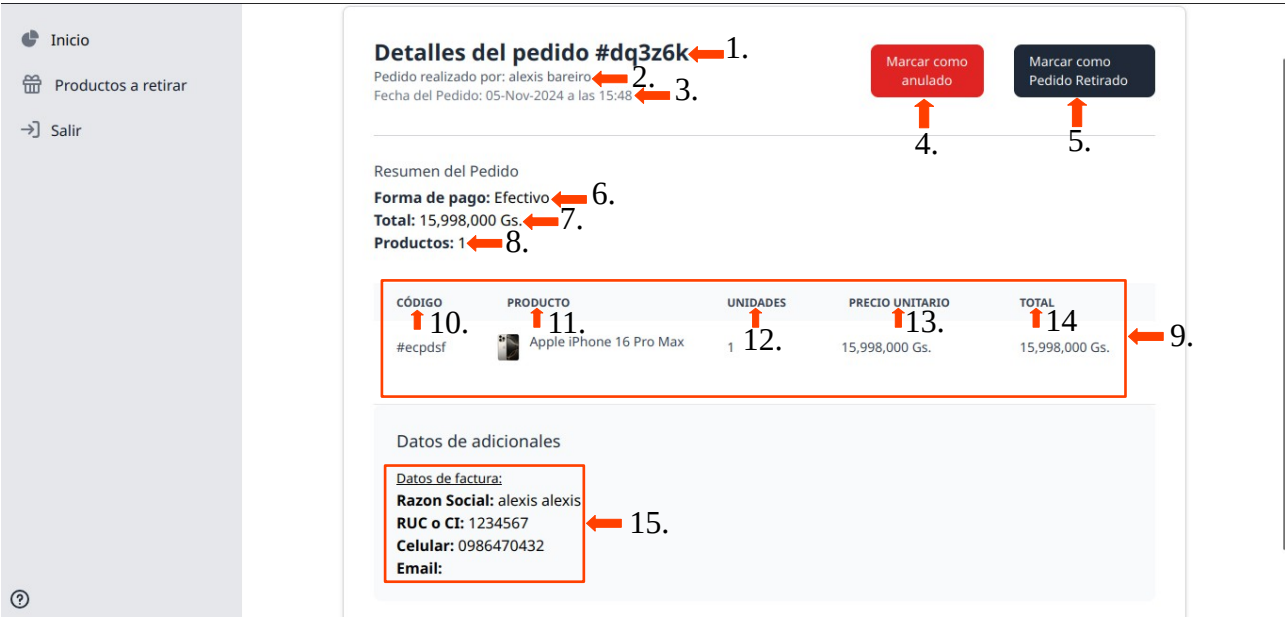 Inicio
Productos a retirar
Salir
Detalles del pedido #dq3z6k 1.
Pedido realizado por: alexis bareiro 2.
Fecha del Pedido: 05-Nov-2024 a las 15:48 3.
Marcar como
anulado
4.
Marcar como
Pedido Retirado
5.
Resumen del Pedido
Forma de pago: Efectivo 6.
Total: 15,998,000 Gs. 7.
Productos: 1 8.
CÓDIGO PRODUCTO UNIDADES PRECIO UNITARIO TOTAL
10. 11. 12. 13. 14
9.
#ecpdsf Apple iPhone 16 Pro Max 1 15,998,000 Gs. 15,998,000 Gs.
Datos de adicionales
Datos de factura:
Razon Social: alexis alexis
RUC o CI: 1234567
15.
Celular: 0986470432
Email:
?